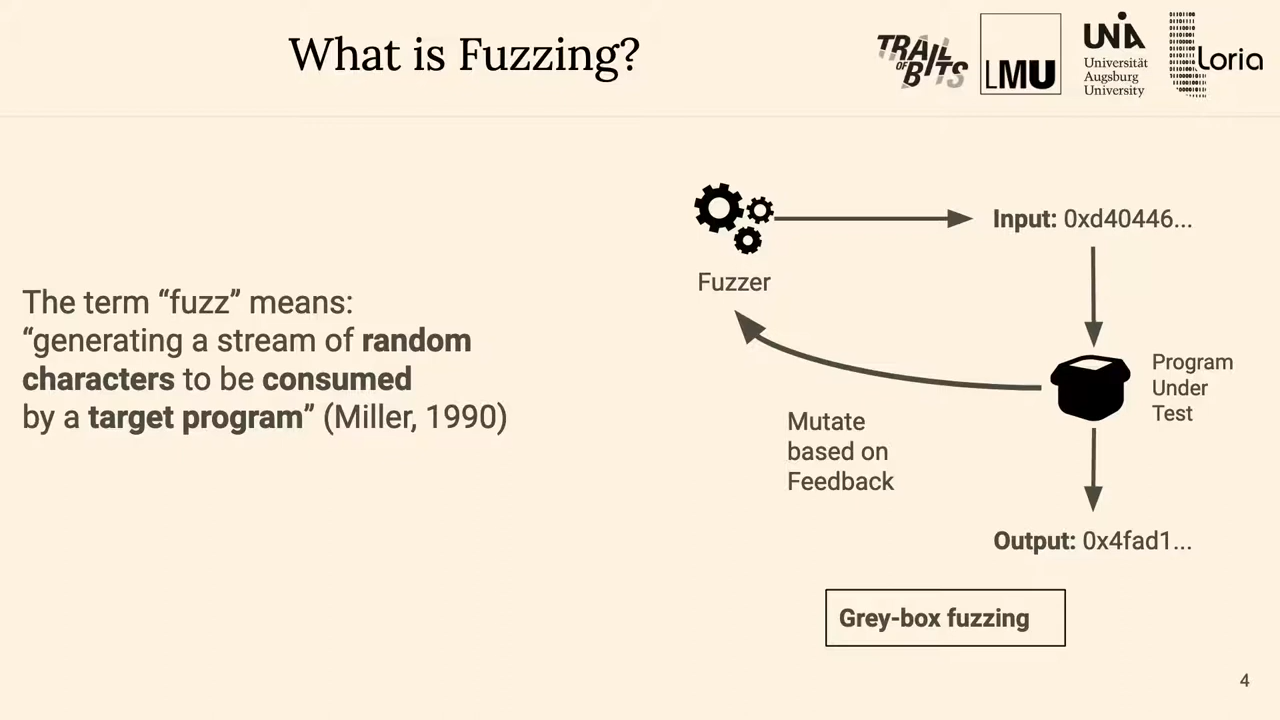 What is Fuzzing?
TRAIL
OF
BITS
LMU
UNIA
Universität
Augsburg
University
Loria
The term “fuzz” means:
“generating a stream of random
characters to be consumed
by a target program” (Miller, 1990)
Fuzzer
Input: 0xd40446...
Program
Under
Test
Mutate
based on
Feedback
Output: 0x4fad1...
Grey-box fuzzing
4